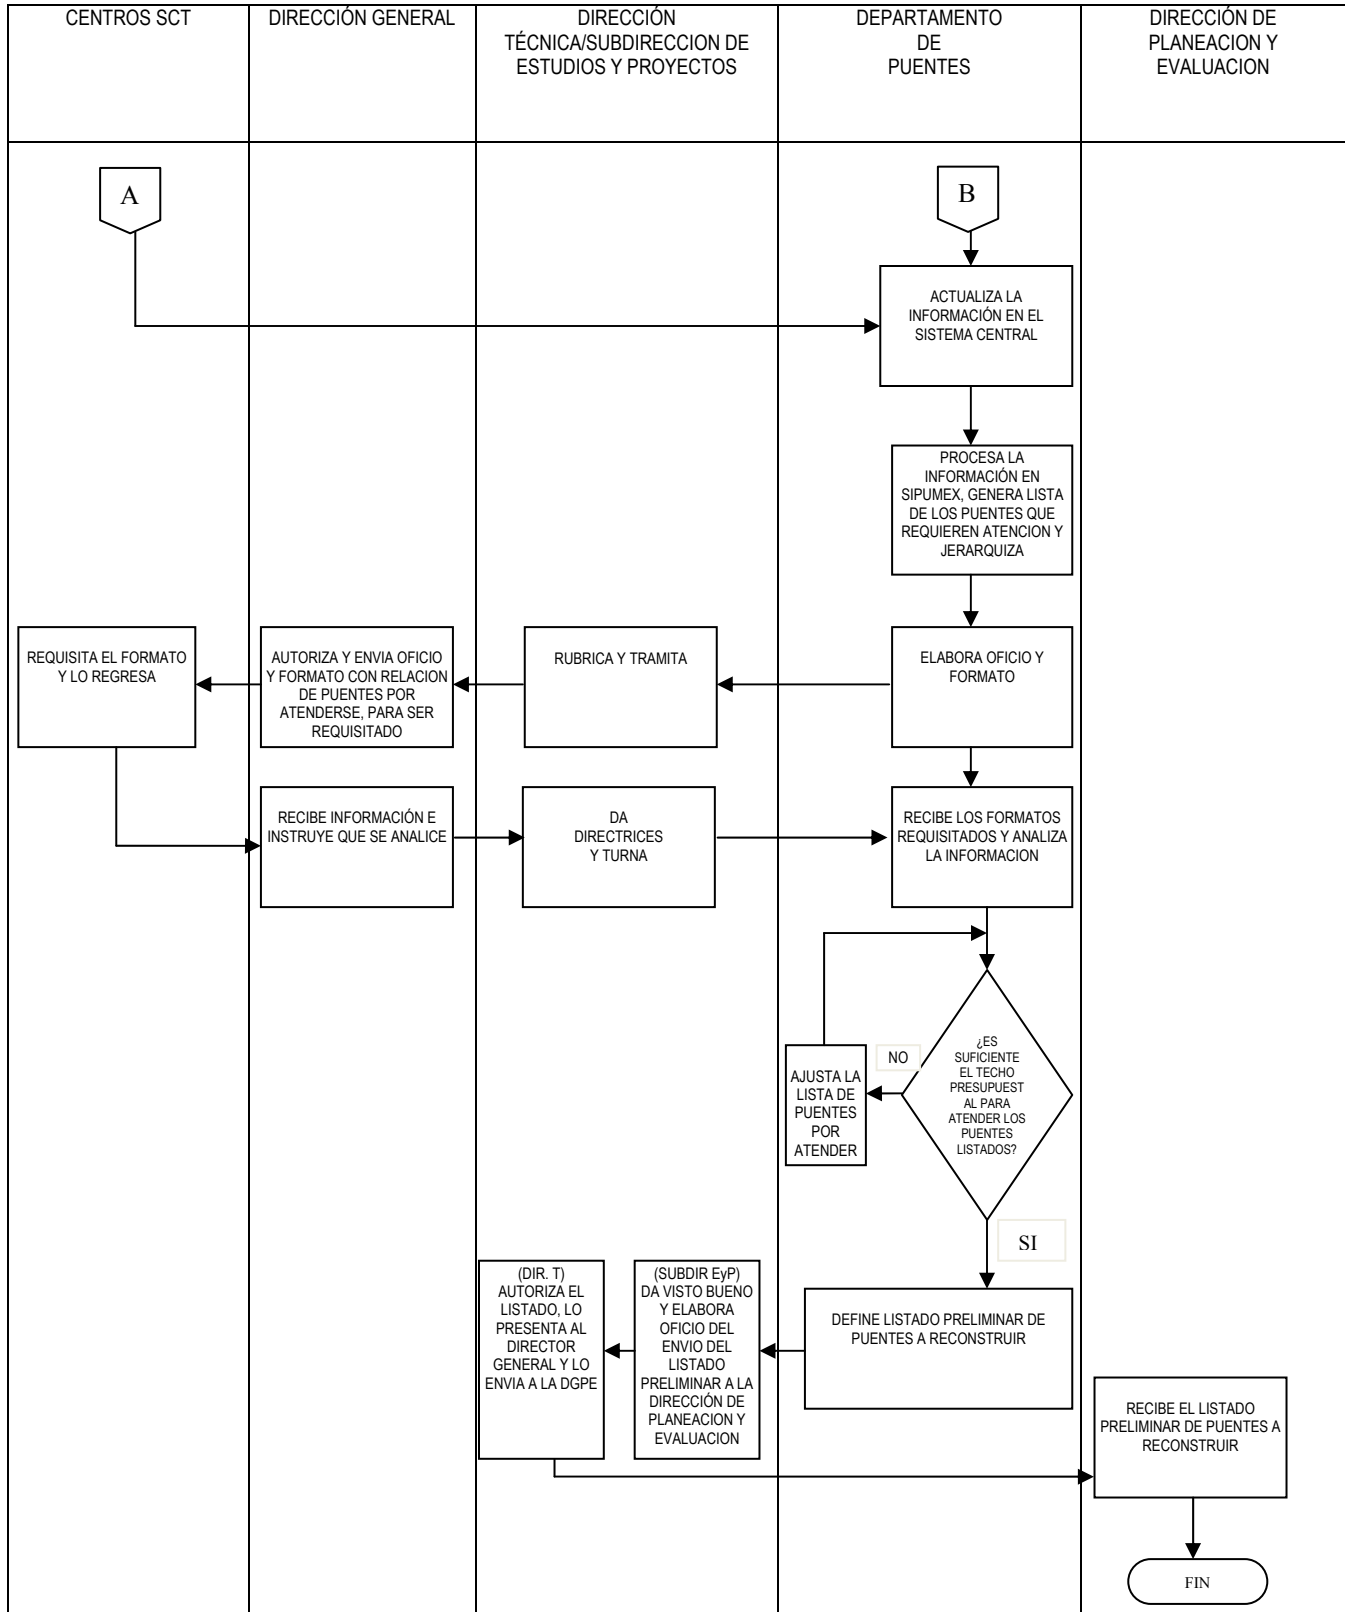 CENTROS SCT
DIRECCIÓN GENERAL
DIRECCIÓN
TÉCNICA/SUBDIRECCION DE
ESTUDIOS Y PROYECTOS
DEPARTAMENTO
DE
PUENTES
DIRECCIÓN DE
PLANEACION Y
EVALUACION
A
B
ACTUALIZA LA
INFORMACIÓN EN EL
SISTEMA CENTRAL
PROCESA LA
INFORMACIÓN EN
SIPUMEX, GENERA LISTA
DE LOS PUENTES QUE
REQUIEREN ATENCION Y
JERARQUIZA
REQUISITA EL FORMATO
Y LO REGRESA
AUTORIZA Y ENVIA OFICIO
Y FORMATO CON RELACION
DE PUENTES POR
ATENDERSE, PARA SER
REQUISITADO
RUBRICA Y TRAMITA
ELABORA OFICIO Y
FORMATO
RECIBE INFORMACIÓN E
INSTRUYE QUE SE ANALICE
DA
DIRECTRICES
Y TURNA
RECIBE LOS FORMATOS
REQUISITADOS Y ANALIZA
LA INFORMACION
¿ES
SUFICIENTE
EL TECHO
PRESUPUEST
AL PARA
ATENDER LOS
PUENTES
LISTADOS?
NO
AJUSTA LA
LISTA DE
PUENTES
POR
ATENDER
SI
(DIR. T)
AUTORIZA EL
LISTADO, LO
PRESENTA AL
DIRECTOR
GENERAL Y LO
ENVIA A LA DGPE
(SUBDIR EyP)
DA VISTO BUENO
Y ELABORA
OFICIO DEL
ENVIO DEL
LISTADO
PRELIMINAR A LA
DIRECCIÓN DE
PLANEACION Y
EVALUACION
DEFINE LISTADO PRELIMINAR DE
PUENTES A RECONSTRUIR
RECIBE EL LISTADO
PRELIMINAR DE PUENTES A
RECONSTRUIR
FIN